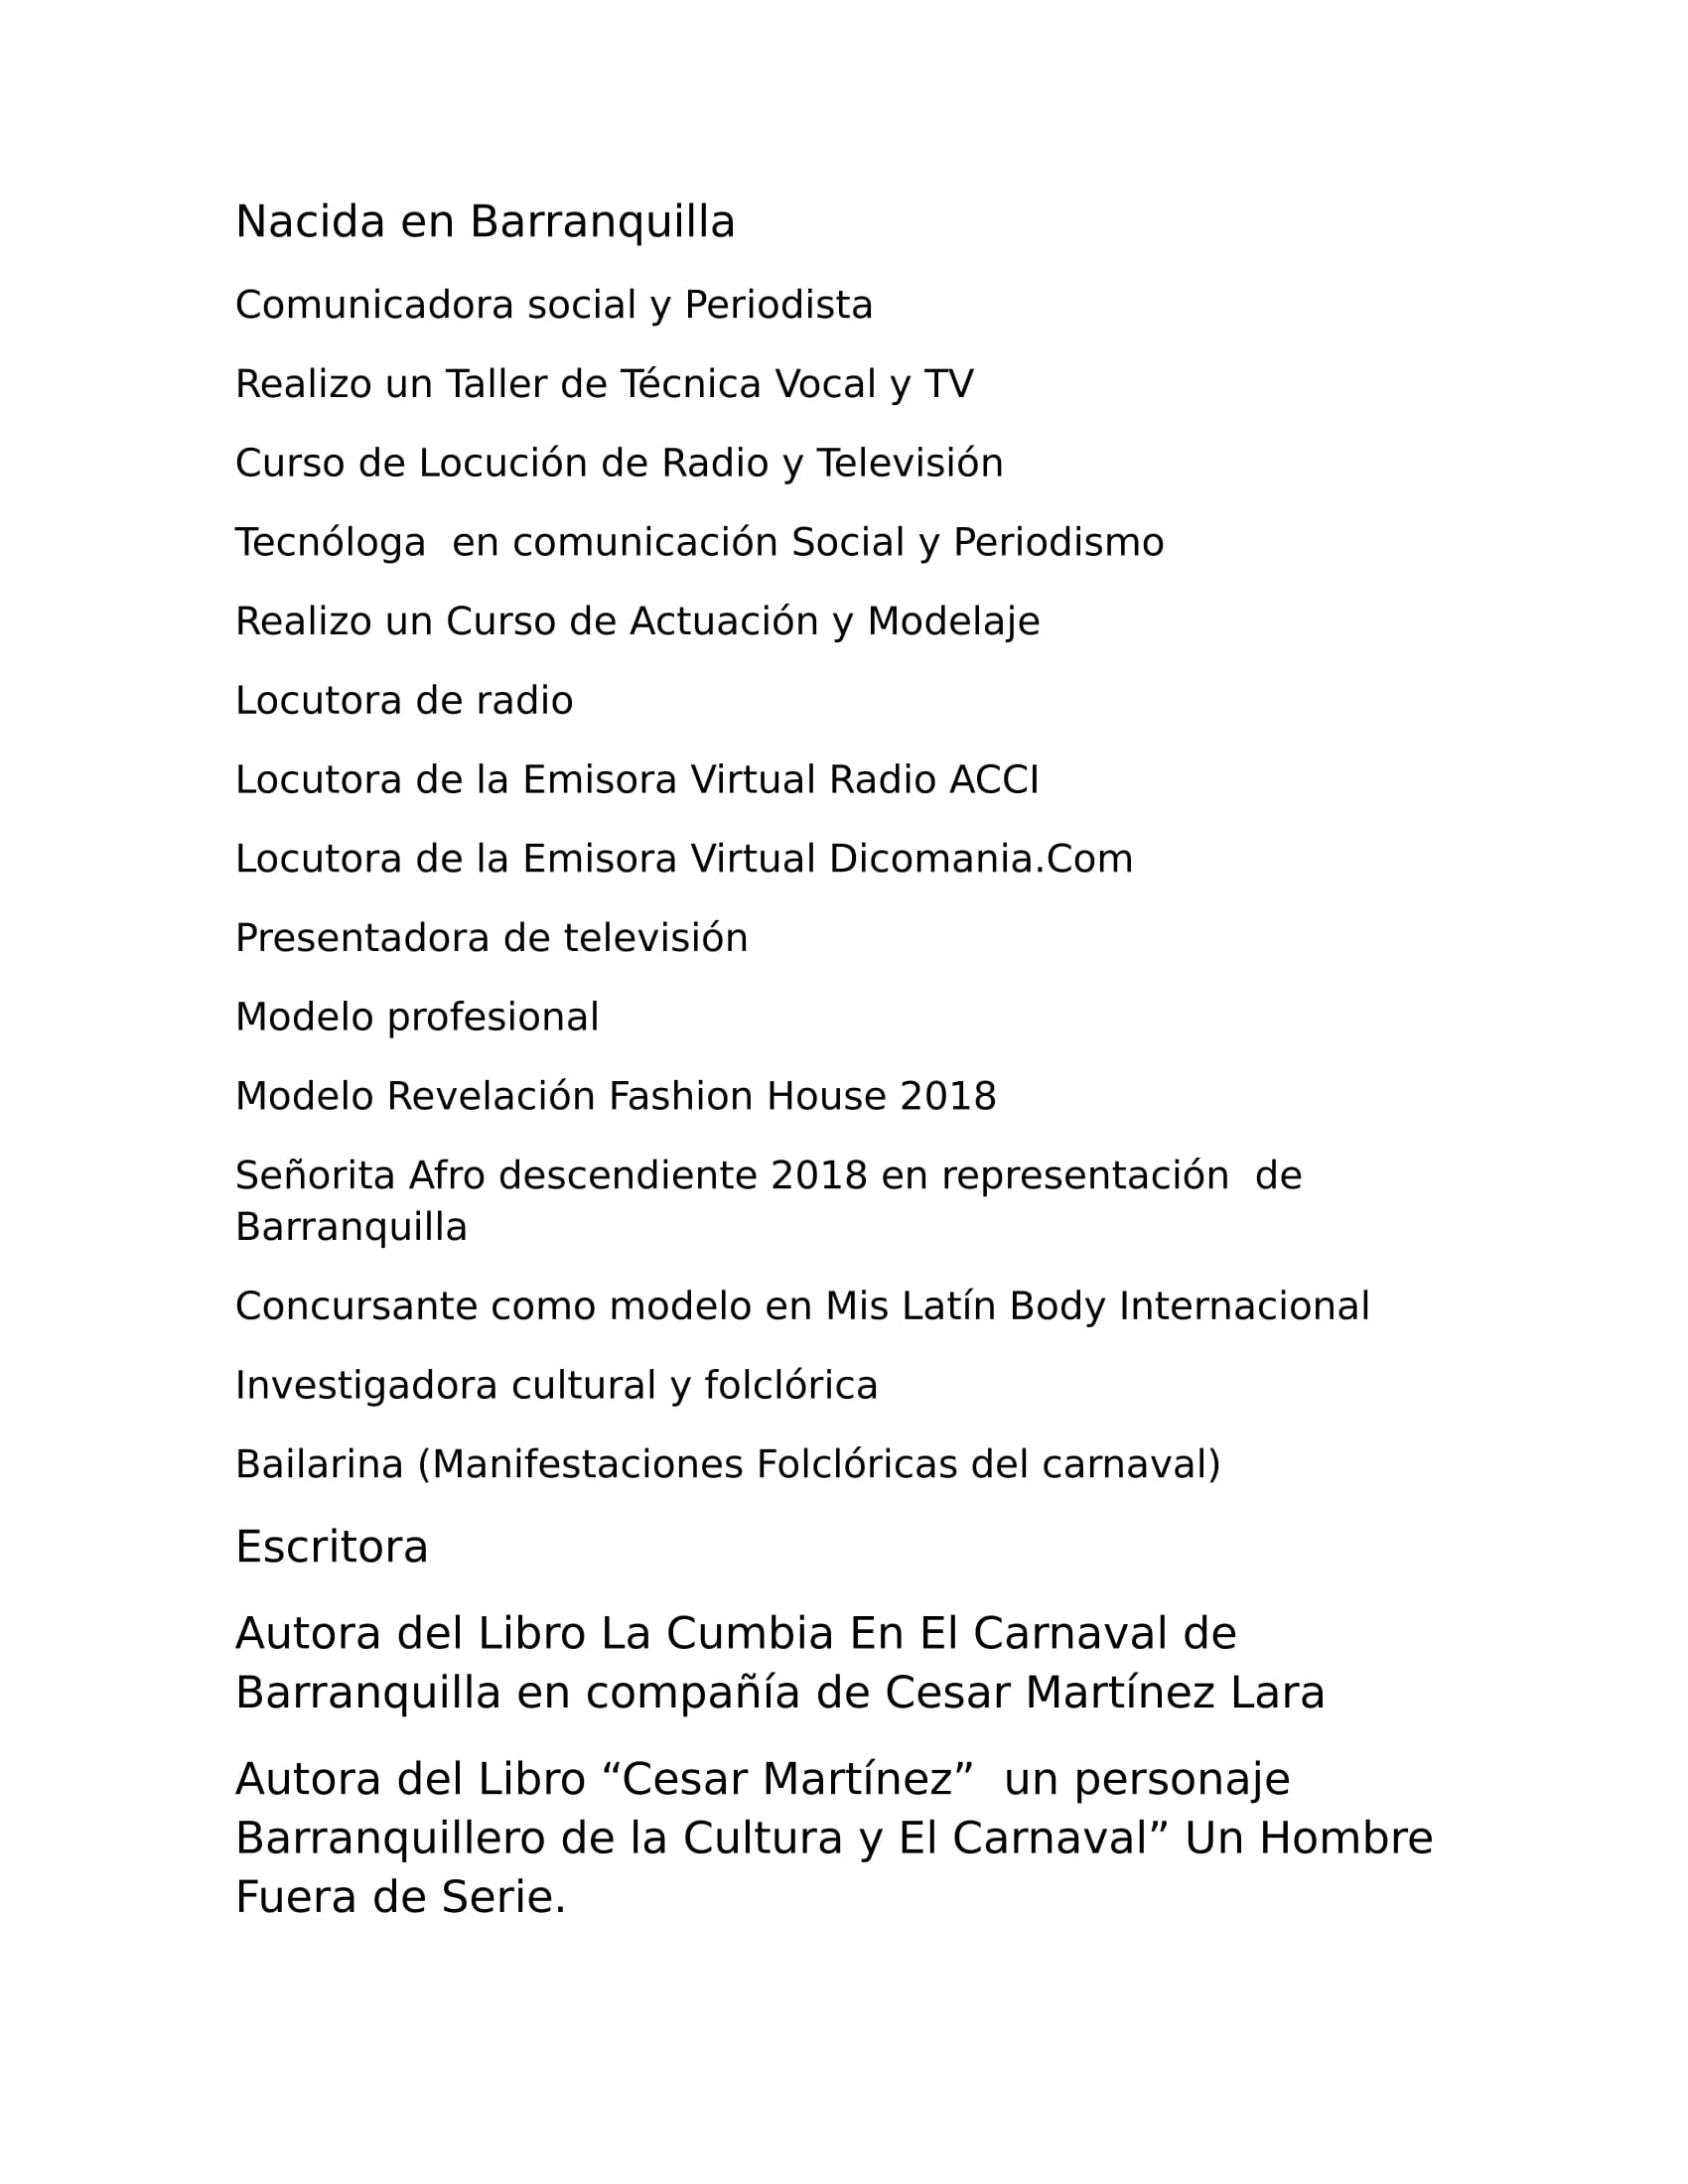 Nacida en Barranquilla
Comunicadora social y Periodista
Realizo un Taller de Técnica Vocal y TV
Curso de Locución de Radio y Televisión
Tecnóloga  en comunicación Social y Periodismo
Realizo un Curso de Actuación y Modelaje
Locutora de radio
Locutora de la Emisora Virtual Radio ACCI
Locutora de la Emisora Virtual Dicomania.Com
Presentadora de televisión
Modelo profesional
Modelo Revelación Fashion House 2018
Señorita Afro descendiente 2018 en representación  de
Barranquilla
Concursante como modelo en Mis Latín Body Internacional
Investigadora cultural y folclórica
Bailarina (Manifestaciones Folclóricas del carnaval)
Escritora
Autora del Libro La Cumbia En El Carnaval de
Barranquilla en compañía de Cesar Martínez Lara
Autora del Libro “Cesar Martínez”  un personaje
Barranquillero de la Cultura y El Carnaval” Un Hombre
Fuera de Serie.